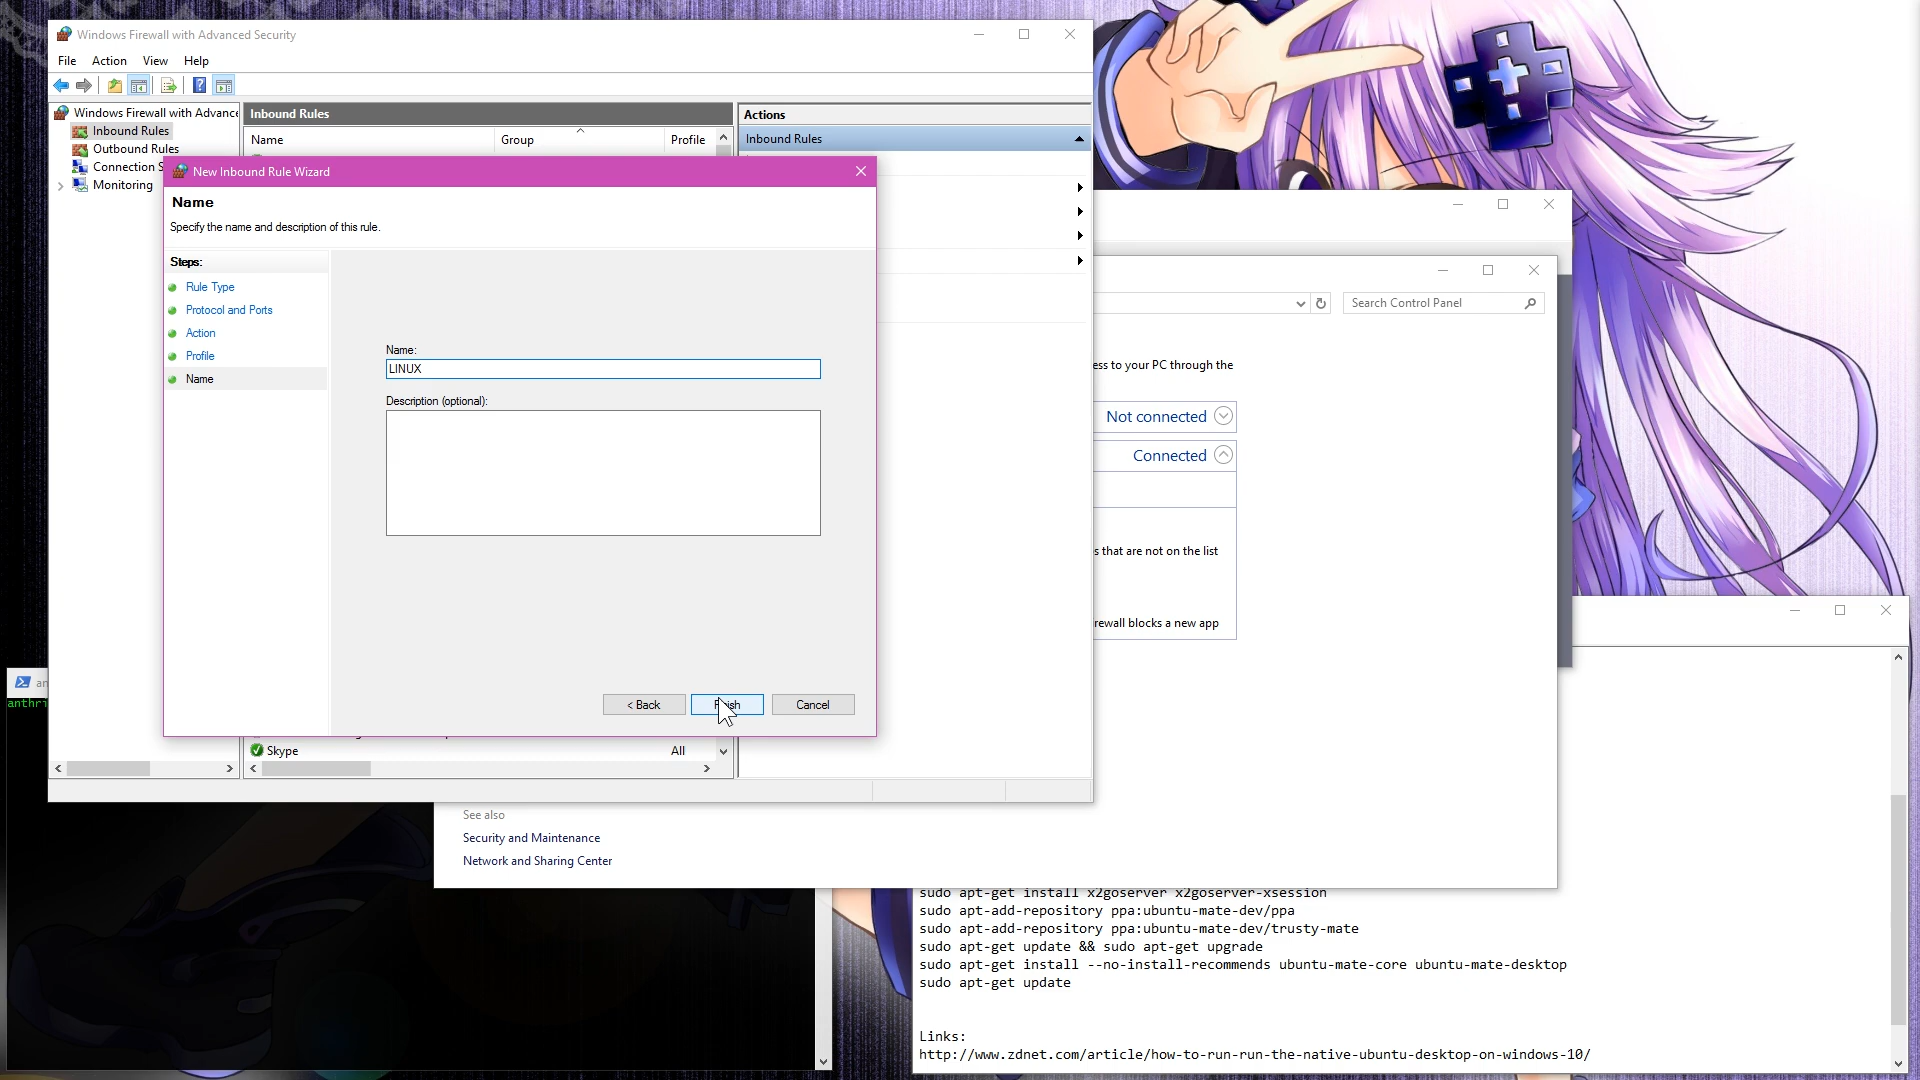 Windows Firewall with Advanced Security
File Action View Help
Windows Firewall with Advance
Inbound Rules
Outbound Rules
Connection S
Monitoring
Inbound Rules
Name Group Profile
Actions
Inbound Rules
New Inbound Rule Wizard
Name
Specify the name and description of this rule.
Steps:
Rule Type
Protocol and Ports
Action
Profile
Name
Name:
LINUX
Description (optional):
< Back
Finish
Cancel
Skype All
Search Control Panel
ess to your PC through the
Not connected
Connected
s that are not on the list
rewall blocks a new app
See also
Security and Maintenance
Network and Sharing Center
an
anthri
sudo apt-get install x2goserver x2goserver-xsession
sudo apt-add-repository ppa:ubuntu-mate-dev/ppa
sudo apt-add-repository ppa:ubuntu-mate-dev/trusty-mate
sudo apt-get update && sudo apt-get upgrade
sudo apt-get install --no-install-recommends ubuntu-mate-core ubuntu-mate-desktop
sudo apt-get update
Links:
http://www.zdnet.com/article/how-to-run-run-the-native-ubuntu-desktop-on-windows-10/